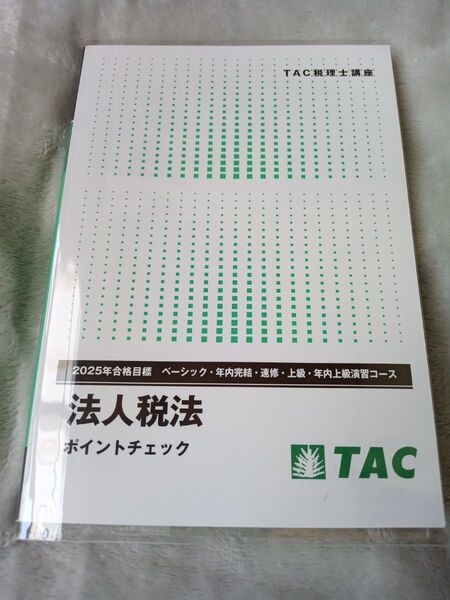 TAC税理士講座
2025年合格目標 ベーシック・年内完結・速修・上級・年内上級演習コース
法人税法
ポイントチェック
TAC